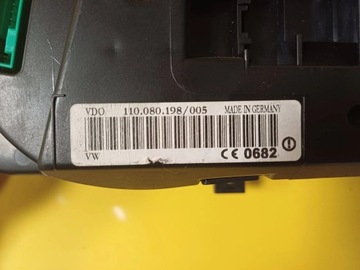 VDO 110.080.198/005 MADE IN GERMANY
VW CE 0682